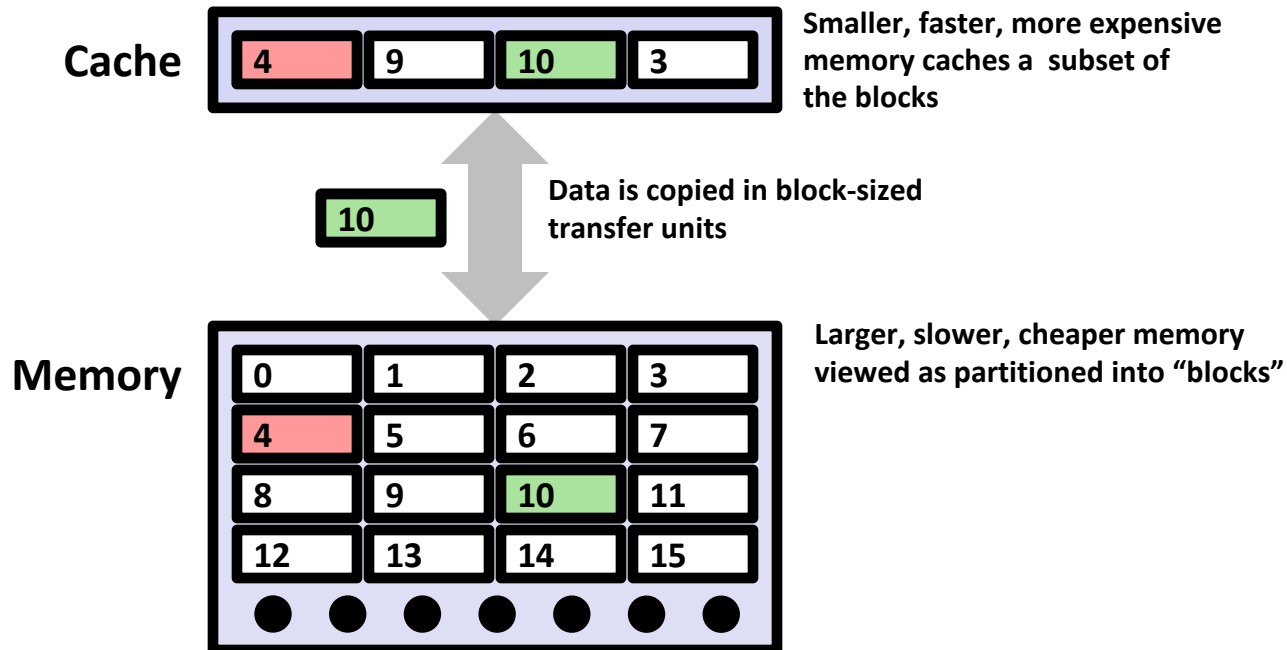 Cache
4 9 10 3
Smaller, faster, more expensive
memory caches a subset of
the blocks
10
Data is copied in block-sized
transfer units
Memory
0 1 2 3
4 5 6 7
8 9 10 11
12 13 14 15
Larger, slower, cheaper memory
viewed as partitioned into “blocks”